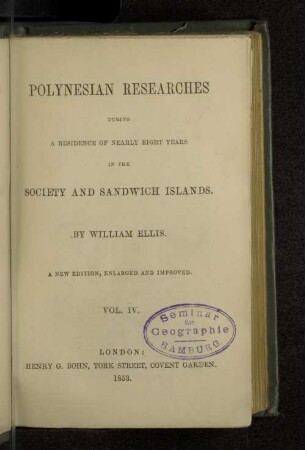 POLYNESIAN RESEARCHES
DURING
A RESIDENCE OF NEARLY EIGHT YEARS
IN THE
SOCIETY AND SANDWICH ISLANDS.
BY WILLIAM ELLIS.
A NEW EDITION, ENLARGED AND IMPROVED.
VOL. IV.
Seminar
für
Geographie
HAMBURG
LONDON:
HENRY G. BOHN, YORK STREET, COVENT GARDEN.
1853.